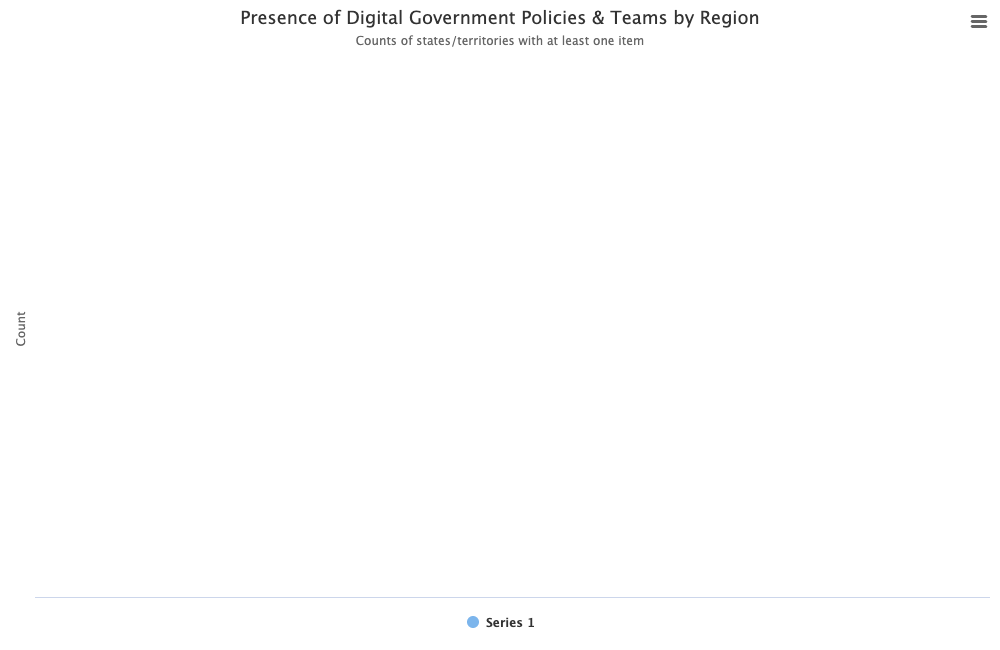 Presence of Digital Government Policies & Teams by Region
Counts of states/territories with at least one item
Count
Series 1